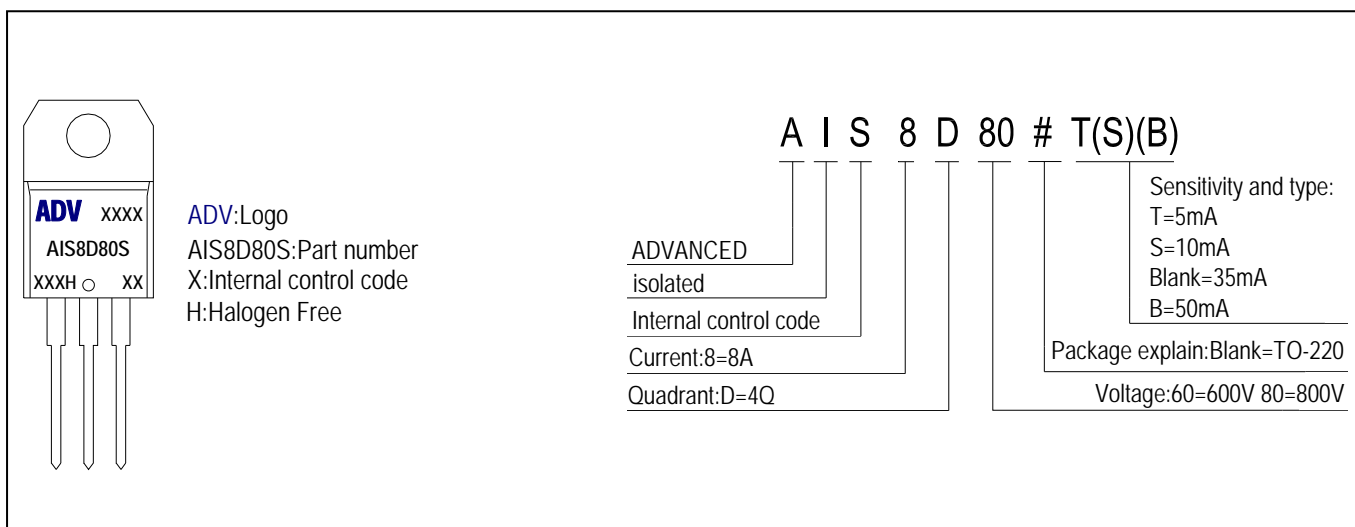 ADV XXXX
AIS8D80S
XXXH XX
ADV:Logo
AIS8D80S:Part number
X:Internal control code
H:Halogen Free
A I S 8 D 80 # T(S)(B)
ADVANCED
isolated
Internal control code
Current:8=8A
Quadrant:D=4Q
Sensitivity and type:
T=5mA
S=10mA
Blank=35mA
B=50mA
Package explain:Blank=TO-220
Voltage:60=600V 80=800V